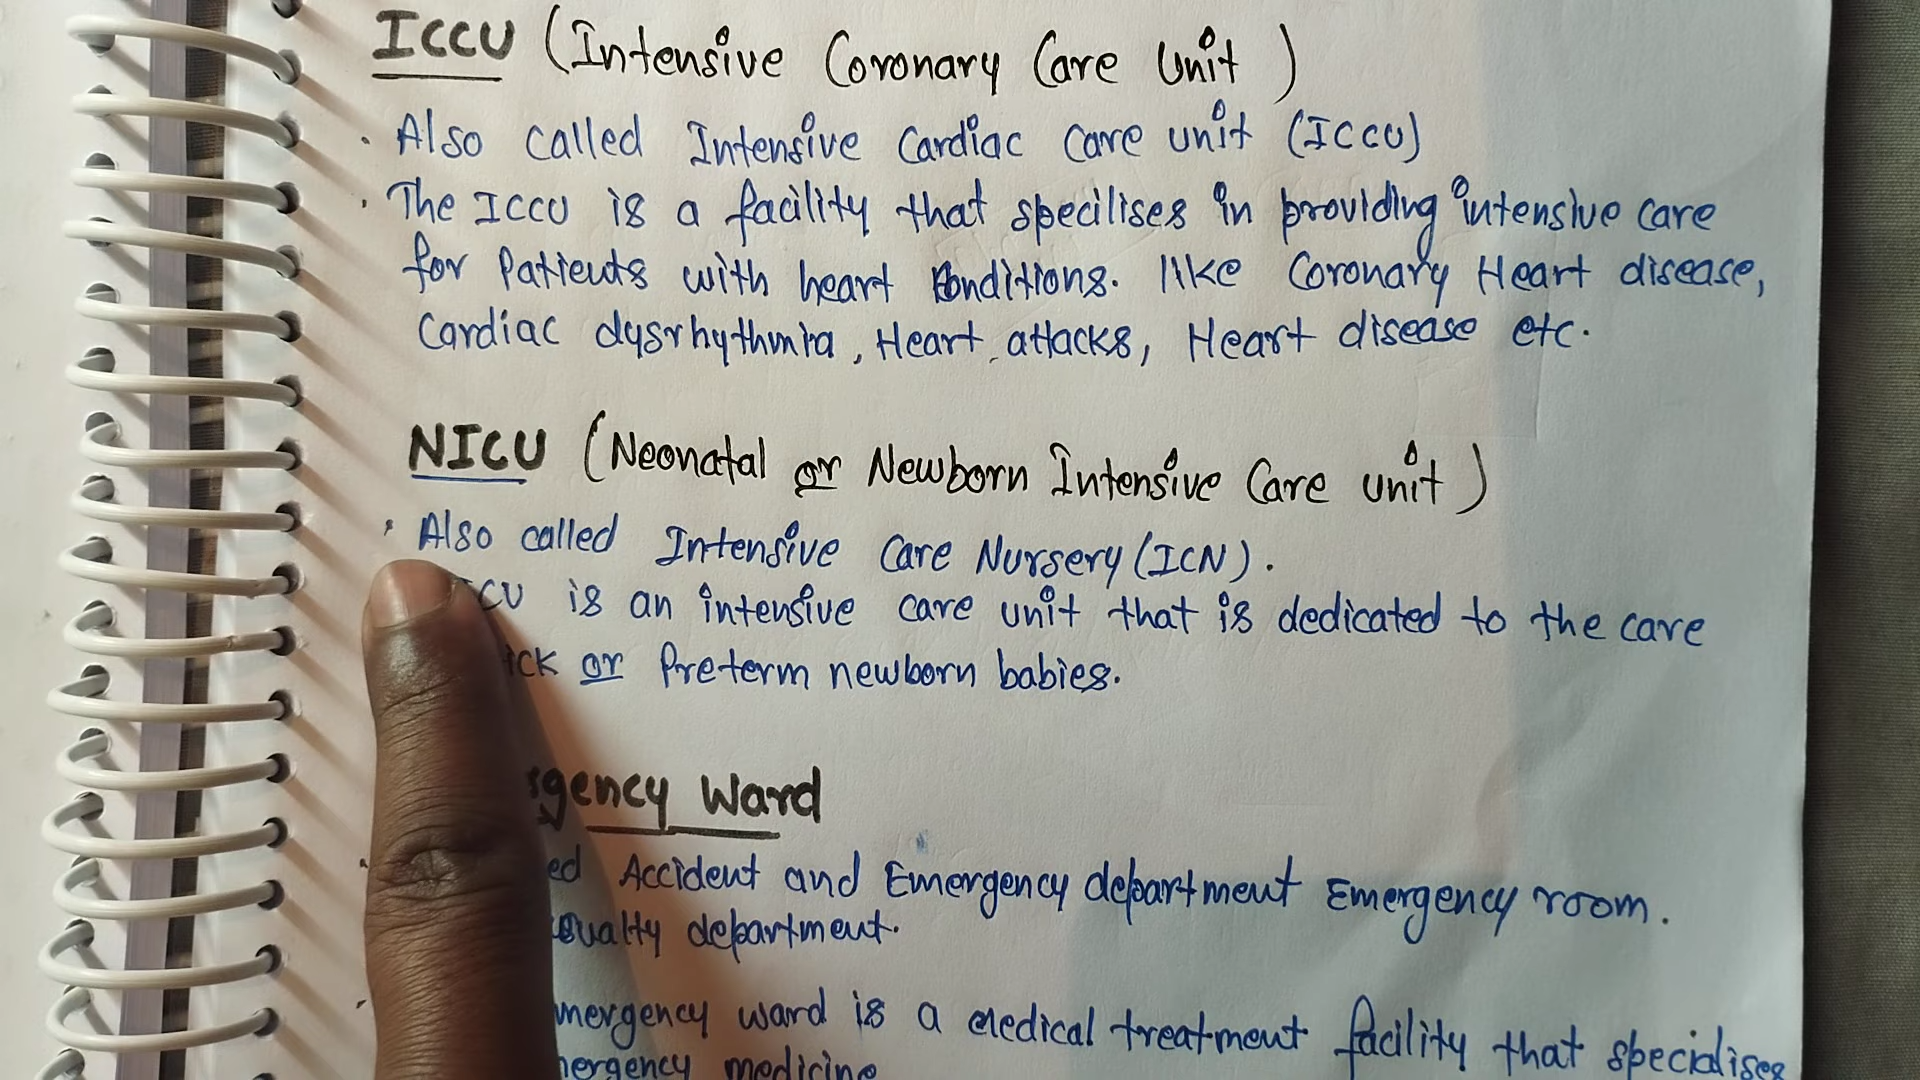 ICCU (Intensive Coronary Care Unit)
• Also called Intensive Cardiac Care unit (ICCU)
• The ICCU is a facility that specilises in providing intensive care
for Patients with heart Conditions. like Coronary Heart disease,
Cardiac dysrhythmia, Heart attacks, Heart disease etc.
NICU (Neonatal or Newborn Intensive Care unit)
• Also called Intensive Care Nursery (ICN).
is an intensive care unit that is dedicated to the care
or Preterm newborn babies.
Ward
Accident and Emergency department Emergency room.
department.
ward is a medical treatment facility that specialises
medicine